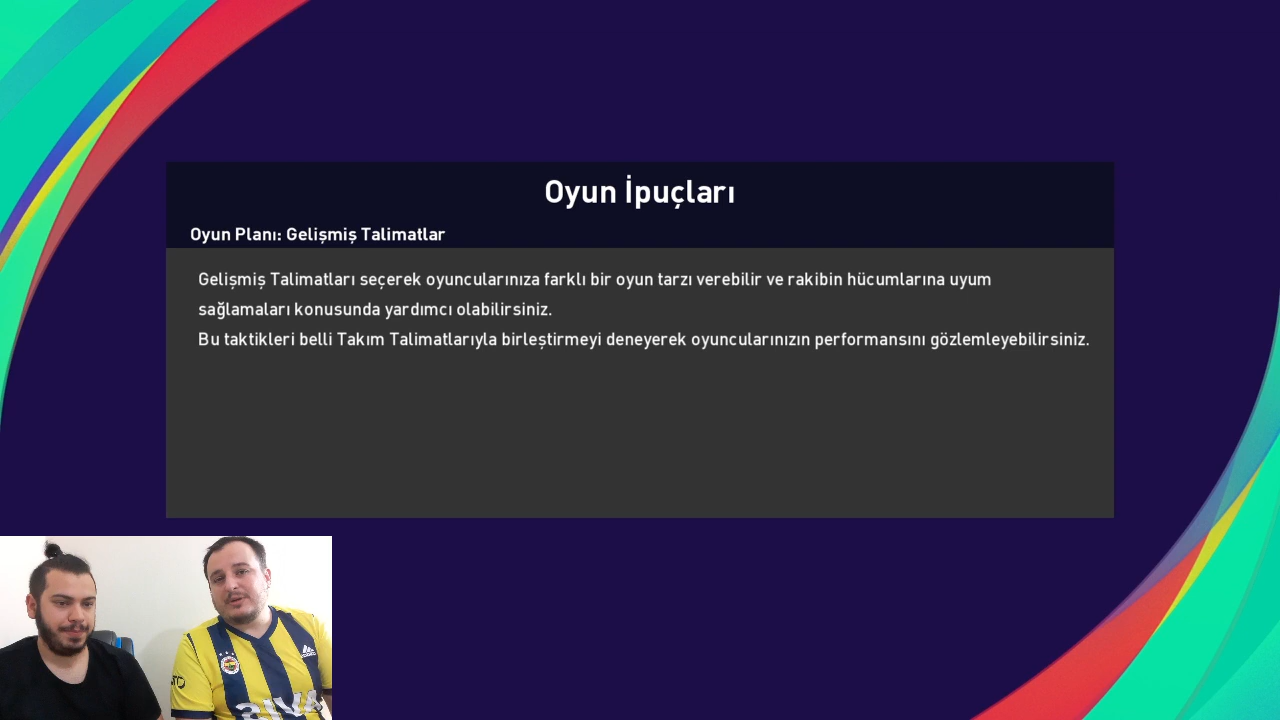 Oyun İpuçları
Oyun Planı: Gelişmiş Talimatlar
Gelişmiş Talimatları seçerek oyuncularınıza farklı bir oyun tarzı verebilir ve rakibin hücumlarına uyum
sağlamaları konusunda yardımcı olabilirsiniz.
Bu taktikleri belli Takım Talimatlarıyla birleştirmeyi deneyerek oyuncularınızın performansını gözlemleyebilirsiniz.